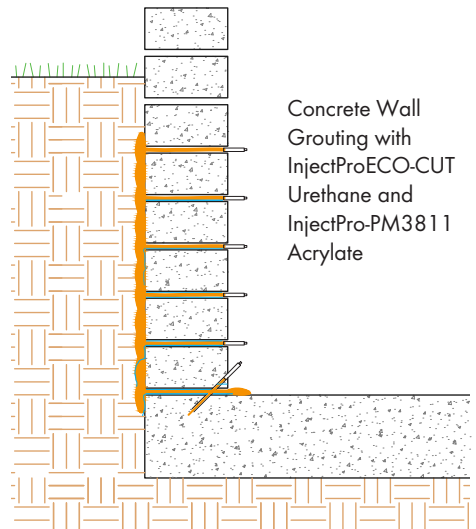 Concrete Wall
Grouting with
InjectProECO-CUT
Urethane and
InjectPro-PM3811
Acrylate